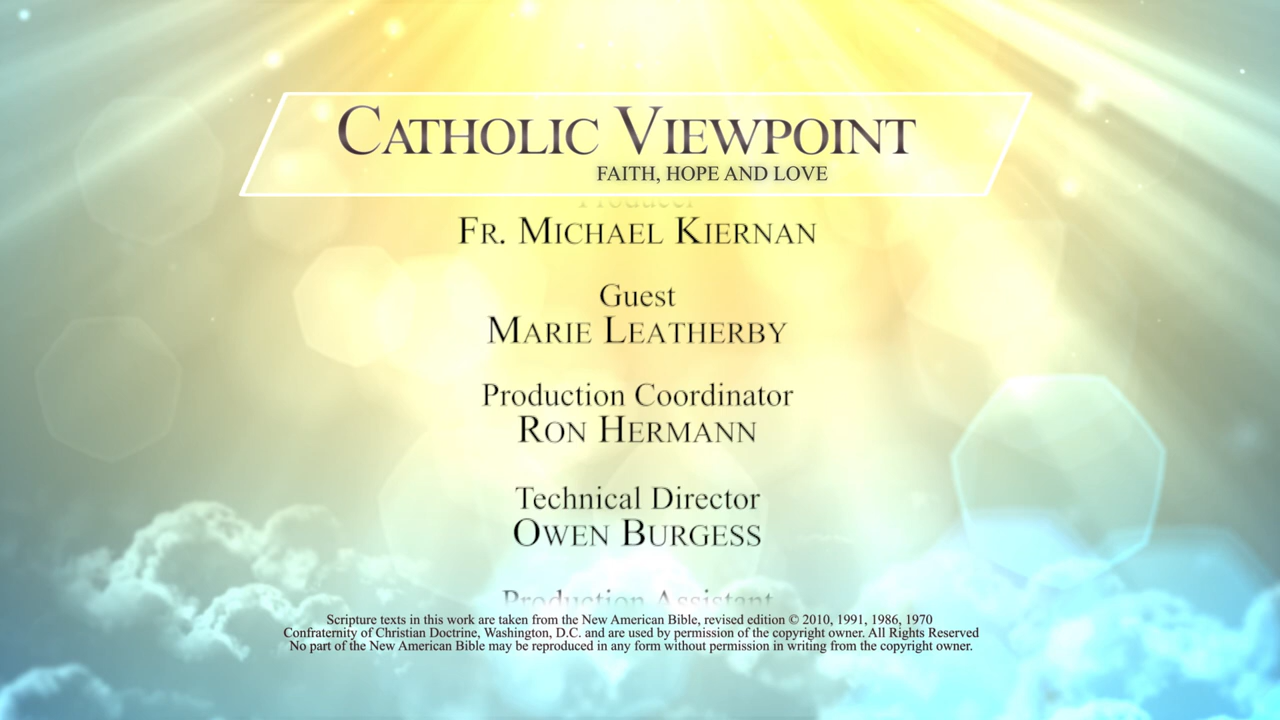 CATHOLIC VIEWPOINT
FAITH, HOPE AND LOVE
Producer
FR. MICHAEL KIERNAN
Guest
MARIE LEATHERBY
Production Coordinator
RON HERMANN
Technical Director
OWEN BURGESS
Production Assistant
Scripture texts in this work are taken from the New American Bible, revised edition © 2010, 1991, 1986, 1970
Confraternity of Christian Doctrine, Washington, D.C. and are used by permission of the copyright owner. All Rights Reserved
No part of the New American Bible may be reproduced in any form without permission in writing from the copyright owner.